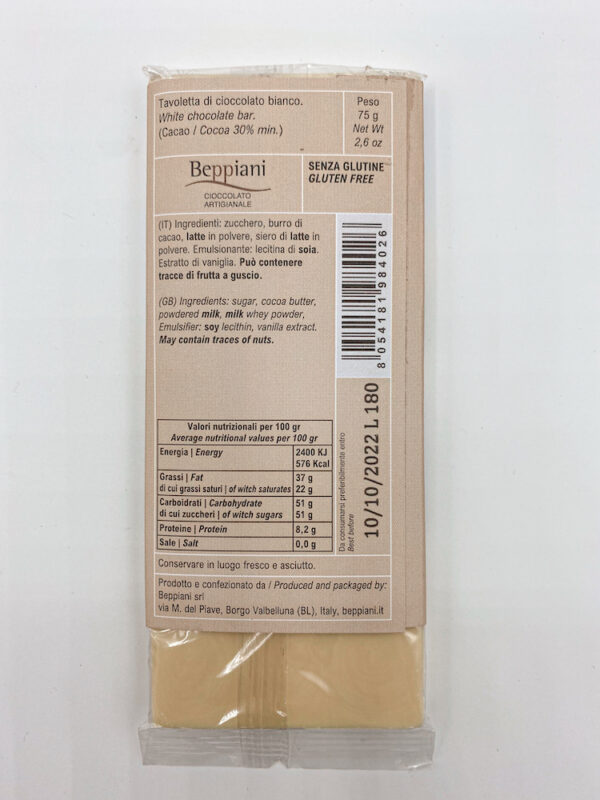 Tavoletta di cioccolato bianco.
White chocolate bar.
(Cacao / Cocoa 30% min.)
Peso
75 g
Net Wt
2,6 oz
Beppiani
CIOCCOLATO
ARTIGIANALE
SENZA GLUTINE
GLUTEN FREE
(IT) Ingredienti: zucchero, burro di
cacao, latte in polvere, siero di latte in
polvere. Emulsionante: lecitina di soia.
Estratto di vaniglia. Può contenere
tracce di frutta a guscio.
(GB) Ingredients: sugar, cocoa butter,
powdered milk, milk whey powder,
Emulsifier: soy lecithin, vanilla extract.
May contain traces of nuts.
8 054181 984026
Valori nutrizionali per 100 gr
Average nutritional values per 100 gr
Energia | Energy 2400 KJ
576 Kcal
Grassi | Fat 37 g
di cui grassi saturi | of witch saturates 22 g
Carboidrati | Carbohydrate 51 g
di cui zuccheri | of witch sugars 51 g
Proteine | Protein 8,2 g
Sale | Salt 0,0 g
Da consumarsi preferibilmente entro
Best before
10/10/2022 L 180
Conservare in luogo fresco e asciutto.
Prodotto e confezionato da / Produced and packaged by:
Beppiani srl
via M. del Piave, Borgo Valbelluna (BL), Italy, beppiani.it